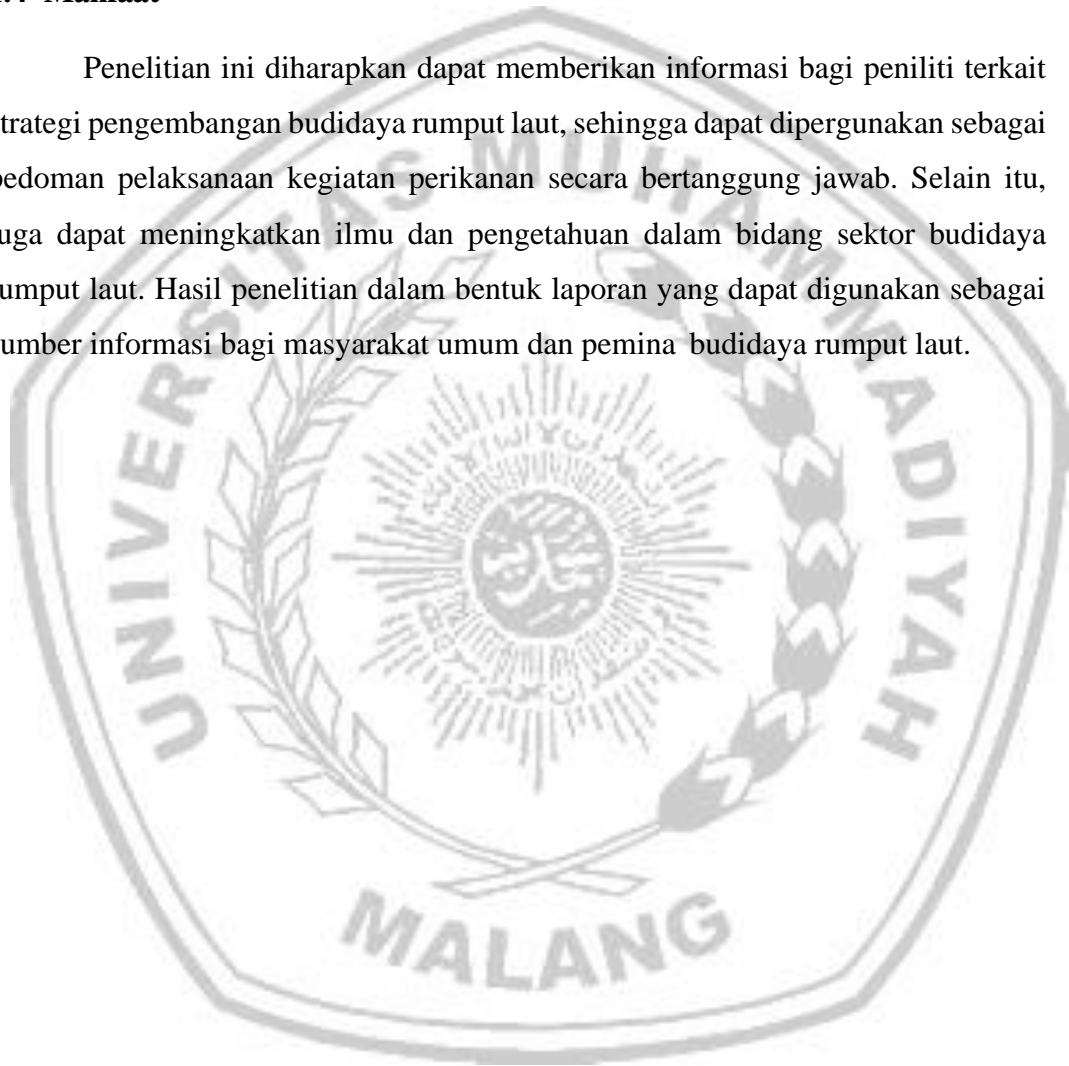 Penelitian ini diharapkan dapat memberikan informasi bagi peniliti terkait
trategi pengembangan budidaya rumput laut, sehingga dapat dipergunakan sebagai
pedoman pelaksanaan kegiatan perikanan secara bertanggung jawab. Selain itu,
uga dapat meningkatkan ilmu dan pengetahuan dalam bidang sektor budidaya
umput laut. Hasil penelitian dalam bentuk laporan yang dapat digunakan sebagai
umber informasi bagi masyarakat umum dan pemina budidaya rumput laut.
UNIVERSITAS MUHAMMADIYAH
MALANG